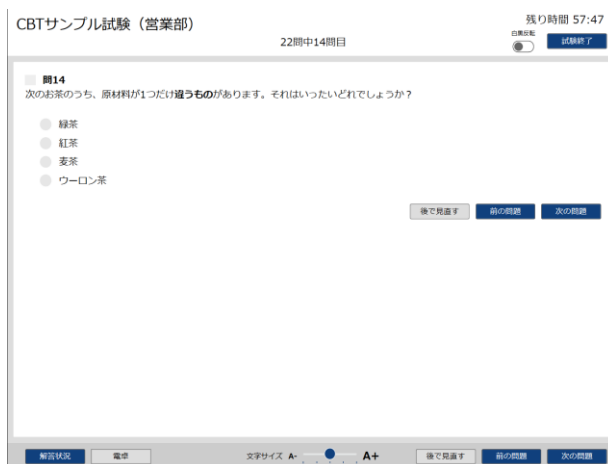 CBTサンプル試験（営業部）
残り時間 57:47
22問中14問目
白黒反転
試験終了
問14
次のお茶のうち、原材料が1つだけ違うものがあります。それはいったいどれでしょうか？
緑茶
紅茶
麦茶
ウーロン茶
後で見直す 前の問題 次の問題
解答状況 電卓 文字サイズ A- A+ 後で見直す 前の問題 次の問題